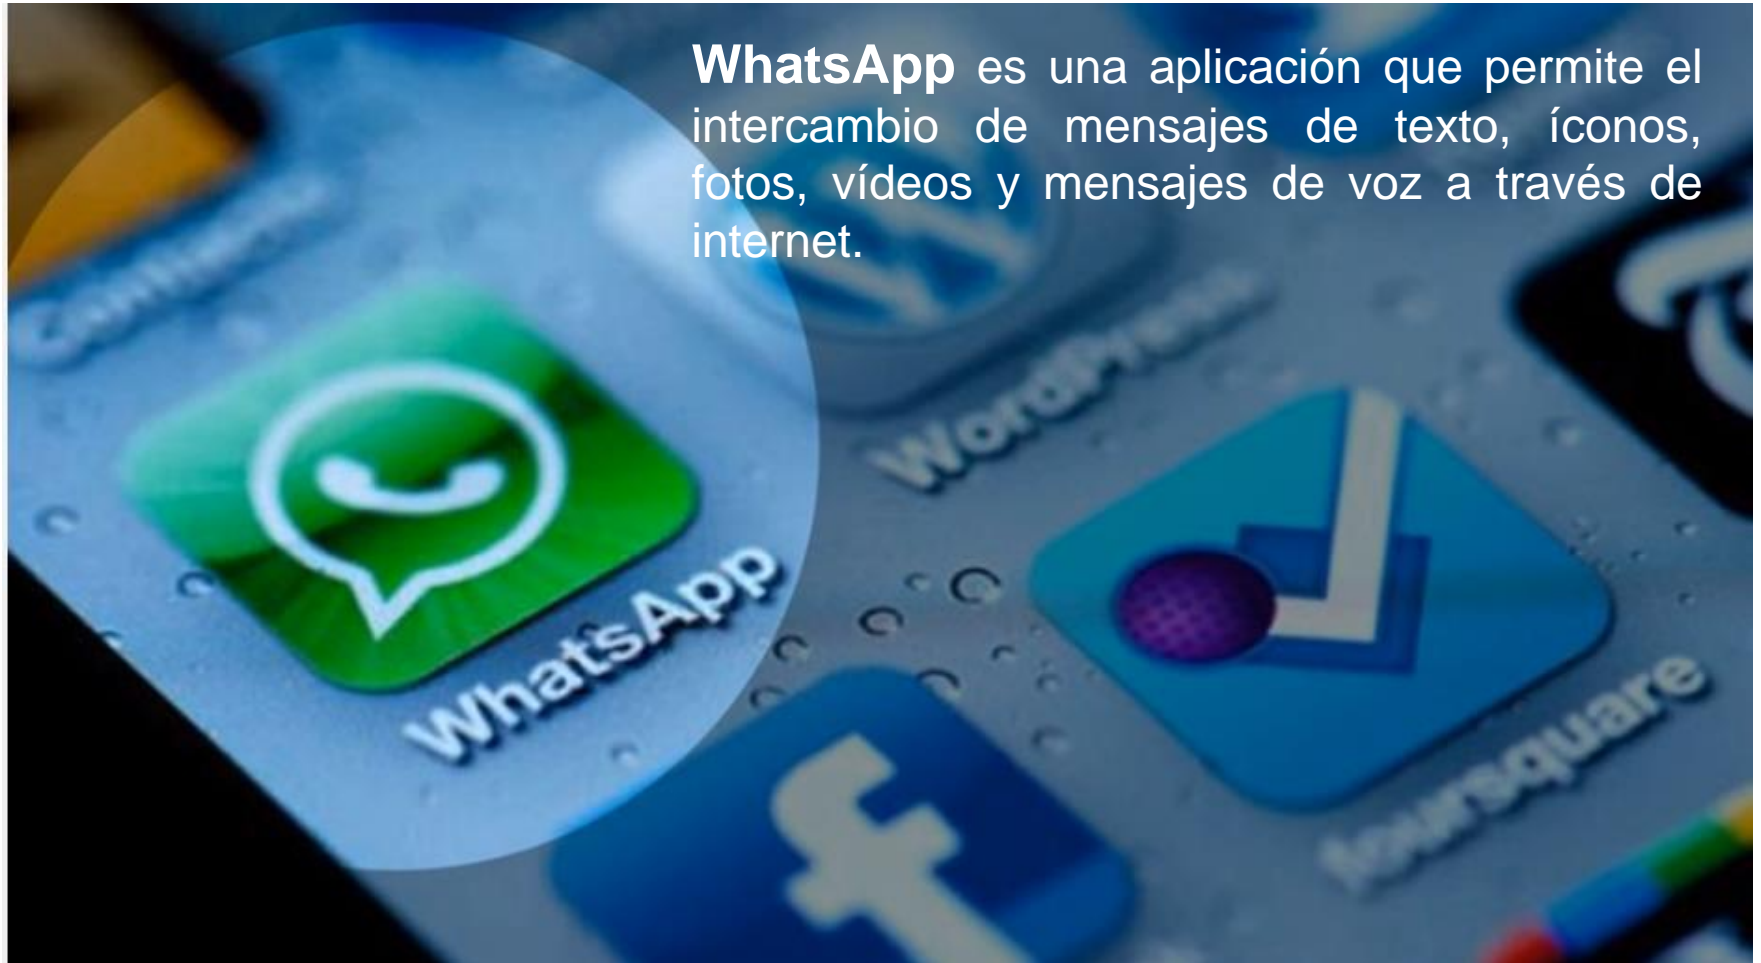 WhatsApp es una aplicación que permite el
intercambio de mensajes de texto, íconos,
fotos, vídeos y mensajes de voz a través de
internet.
WordPress
WhatsApp
foursquare